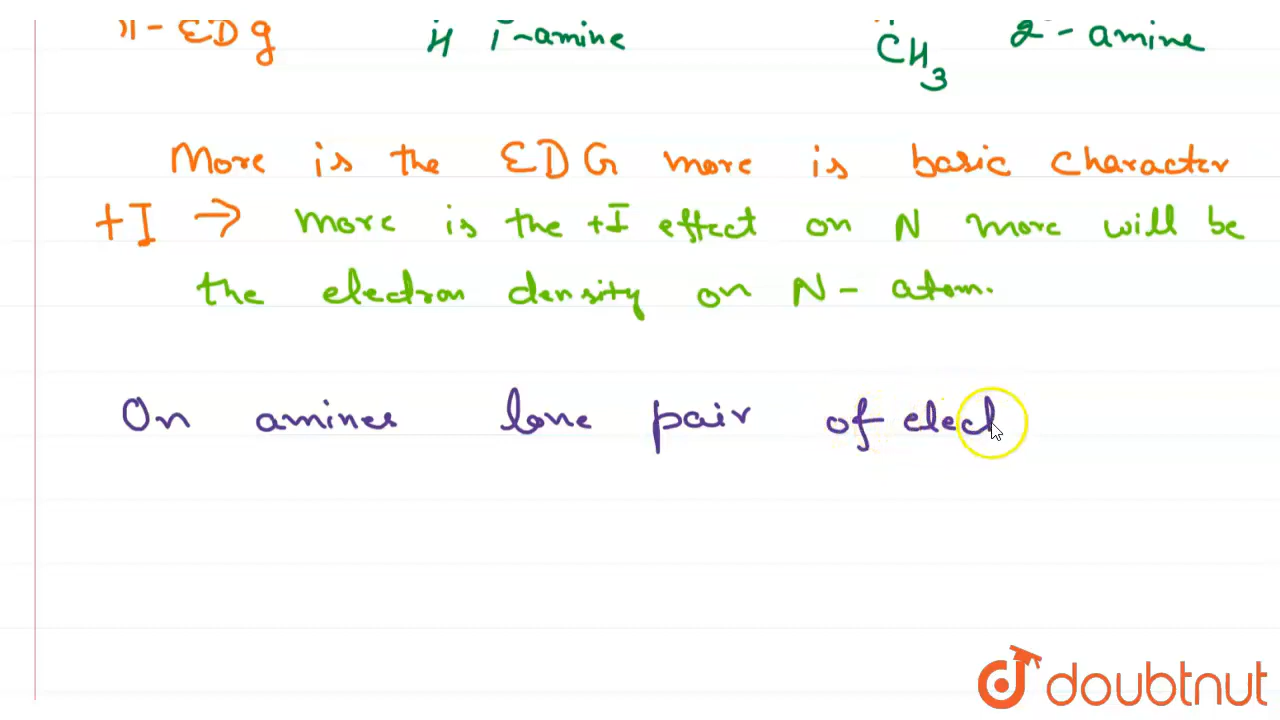 - EDg H 1°-amine CH3 2°- amine
More is the EDG more is basic character
+I → more is the +I effect on N more will be
the electron density on N - atom.
On amines lone pair of elect
doubtnut